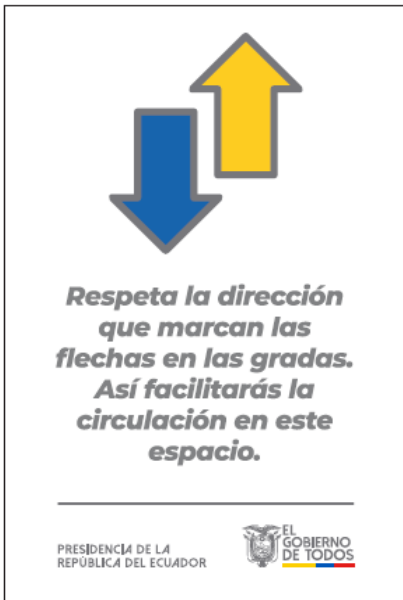 Respeta la dirección
que marcan las
flechas en las gradas.
Así facilitarás la
circulación en este
espacio.
PRESIDENCIA DE LA
REPÚBLICA DEL ECUADOR
EL
GOBIERNO
DE TODOS